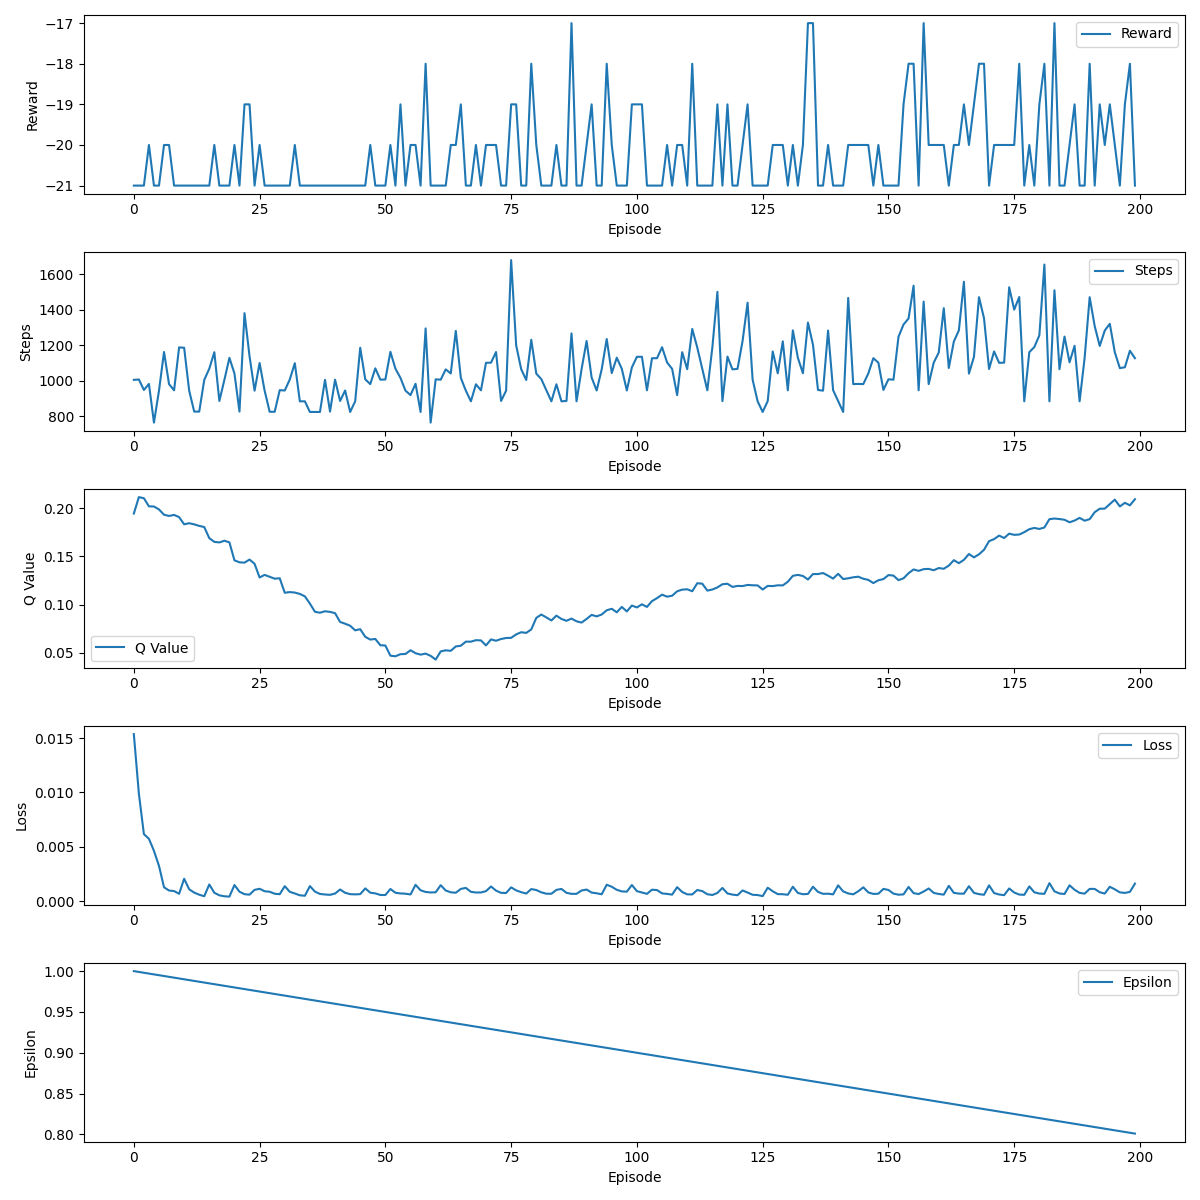 −17
−18
−19
−20
−21
Reward
Reward
0 25 50 75 100 125 150 175 200
Episode
1600
1400
1200
1000
800
Steps
Steps
0 25 50 75 100 125 150 175 200
Episode
0.20
0.15
0.10
0.05
Q Value
Q Value
0 25 50 75 100 125 150 175 200
Episode
0.015
0.010
0.005
0.000
Loss
Loss
0 25 50 75 100 125 150 175 200
Episode
1.00
0.95
0.90
0.85
0.80
Epsilon
Epsilon
0 25 50 75 100 125 150 175 200
Episode